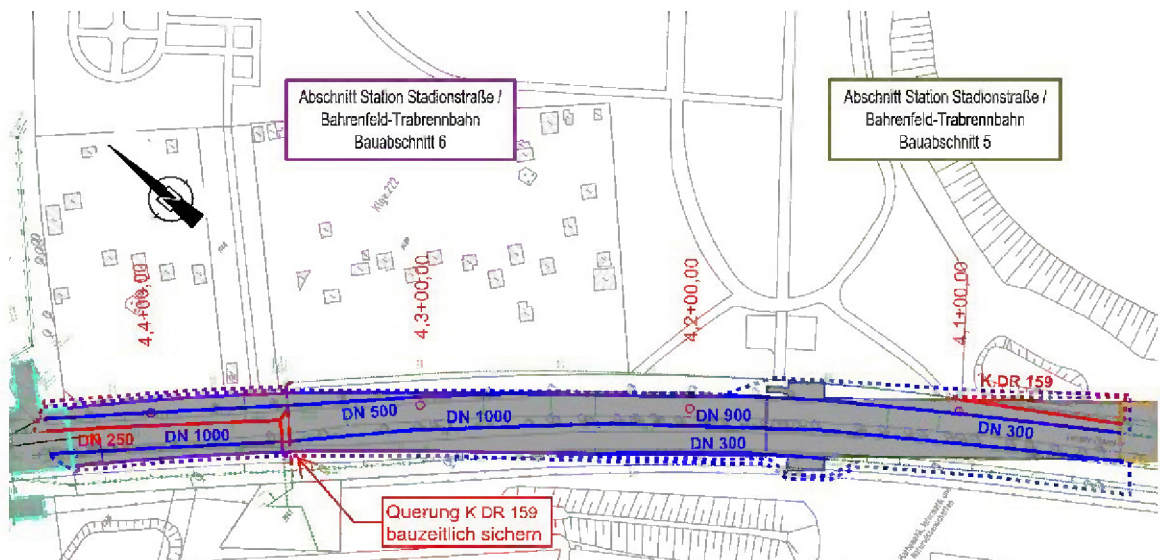 Abschnitt Station Stadionstraße /
Bahrenfeld-Trabrennbahn
Bauabschnitt 6
Abschnitt Station Stadionstraße /
Bahrenfeld-Trabrennbahn
Bauabschnitt 5
Klga 222
4,4+00,00
4,3+00,00
4,2+00,00
4,1+00,00
K DR 159
DN 500
DN 1000
DN 900
DN 300
DN 250
DN 1000
DN 300
Querung K DR 159
bauzeitlich sichern